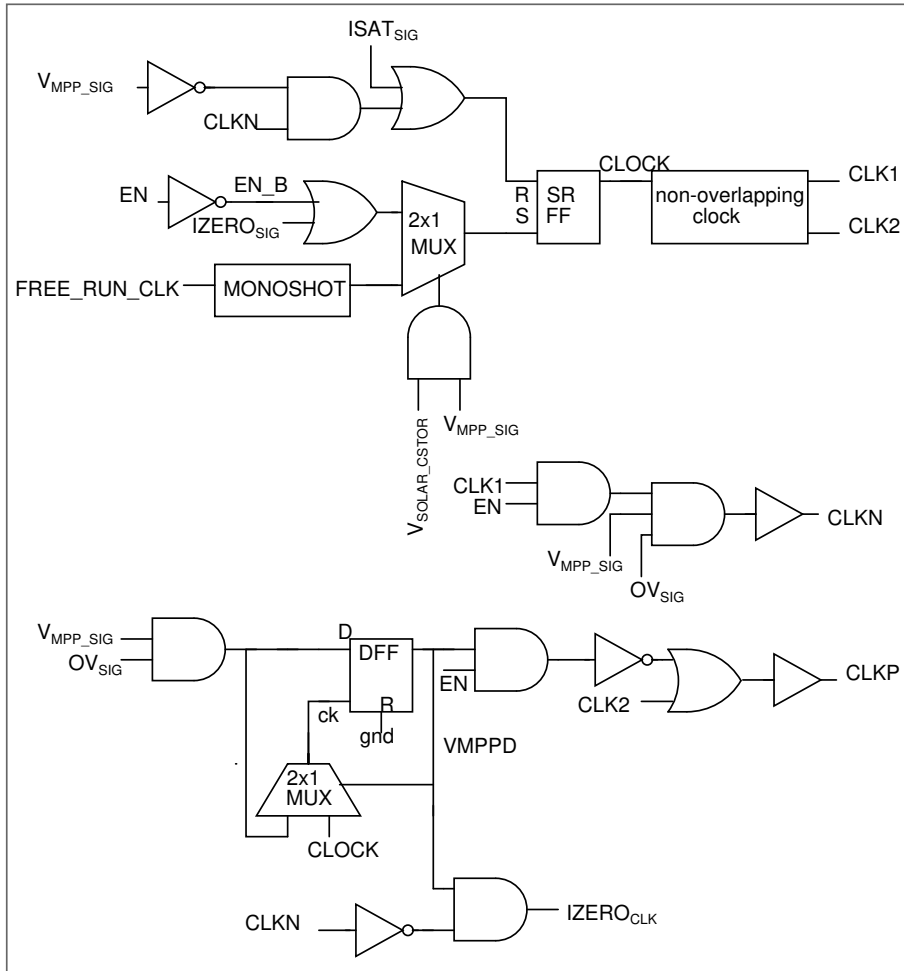 ISAT_SIG
V_MPP_SIG
CLKN
EN
EN_B
IZERO_SIG
2x1
MUX
R
S
SR
FF
CLOCK
non-overlapping
clock
CLK1
CLK2
FREE_RUN_CLK
MONOSHOT
V_SOLAR_CSTOR
V_MPP_SIG
CLK1
EN
V_MPP_SIG
OV_SIG
CLKN
V_MPP_SIG
OV_SIG
D
DFF
R
ck
gnd
EN
CLK2
CLKP
VMPPD
2x1
MUX
CLOCK
CLKN
IZERO_CLK